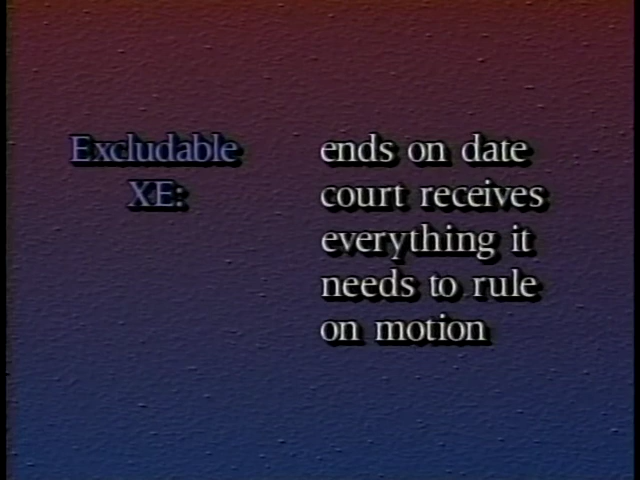 Excludable
XE:
ends on date
court receives
everything it
needs to rule
on motion